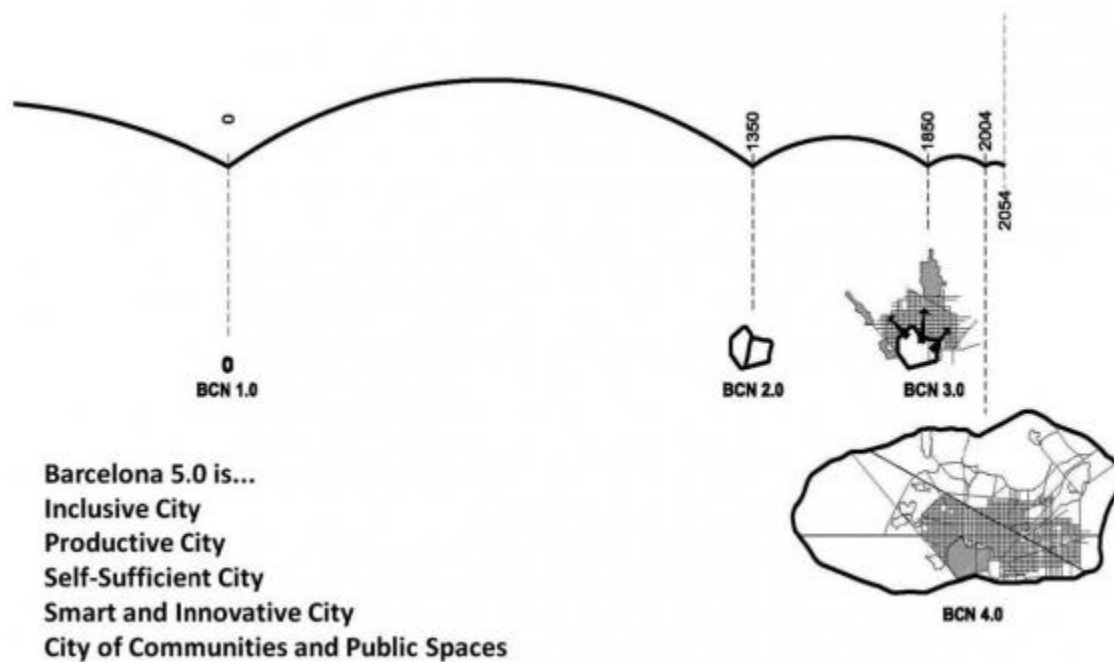 0
1350
1850
2004
2054
0
BCN 1.0
BCN 2.0
BCN 3.0
BCN 4.0
Barcelona 5.0 is...
Inclusive City
Productive City
Self-Sufficient City
Smart and Innovative City
City of Communities and Public Spaces